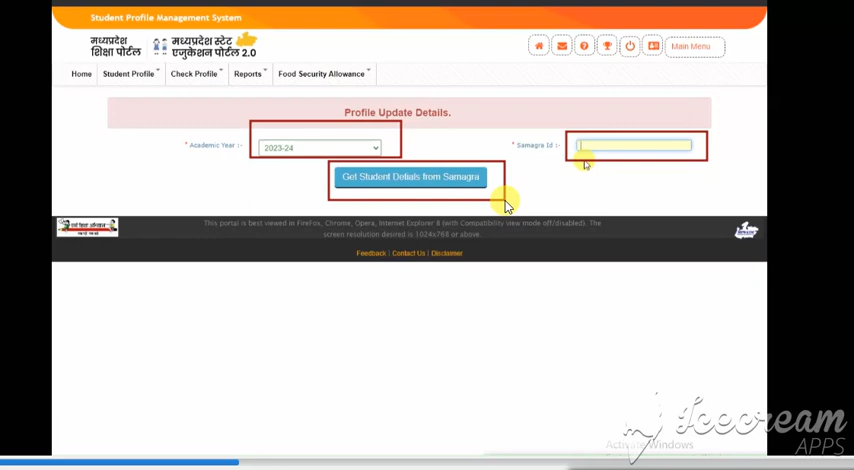 Student Profile Management System
मध्यप्रदेश
शिक्षा पोर्टल
मध्यप्रदेश स्टेट
एजुकेशन पोर्टल 2.0
Main Menu
Home Student Profile Check Profile Reports Food Security Allowance
Profile Update Details.
* Academic Year :- 2023-24 * Samagra Id :-
Get Student Detials from Samagra
This portal is best viewed in FireFox, Chrome, Opera, Internet Explorer 8 (with Compatibility view mode off/disabled). The
screen resolution desired is 1024x768 or above.
Feedback | Contact Us | Disclaimer
Icecream
APPS
Activate Windows